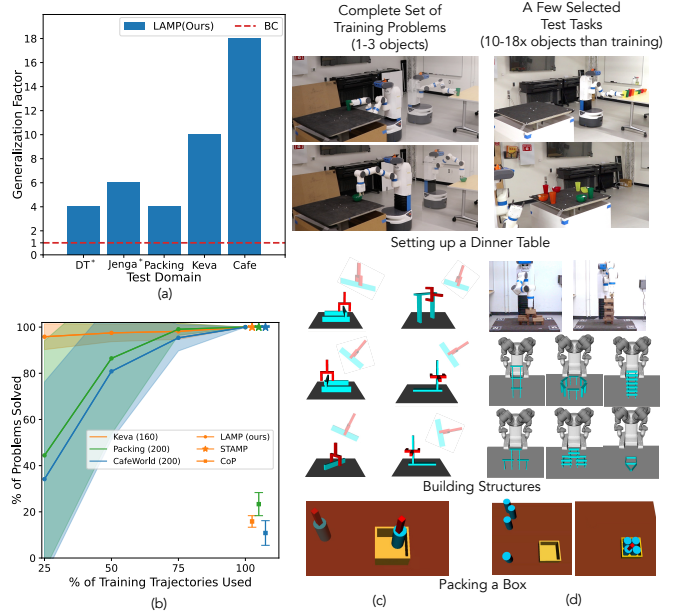 LAMP(Ours)
BC
Generalization Factor
18
16
14
12
10
8
6
4
2
1
0
DT* Jenga* Packing Keva Cafe
Test Domain
(a)
% of Problems Solved
100
80
60
40
20
0
Keva (160)
Packing (200)
CafeWorld (200)
LAMP (ours)
STAMP
CoP
25 50 75 100
% of Training Trajectories Used
(b)
Complete Set of
Training Problems
(1-3 objects)
A Few Selected
Test Tasks
(10-18x objects than training)
Setting up a Dinner Table
Building Structures
Packing a Box
(c)
(d)